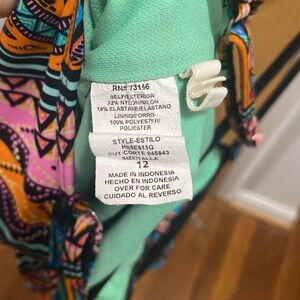 RN# 73156
SELF/EXTERIOR
82% NYLON/NILON
18% ELASTANE/ELASTANO
LINING/FORRO
100% POLYESTER/
POLIESTER
STYLE-ESTILO
CUT-CORTE 045843
SIZE/TALLA
12
MADE IN INDONESIA
HECHO EN INDONESIA
OVER FOR CARE
CUIDADO AL REVERSO